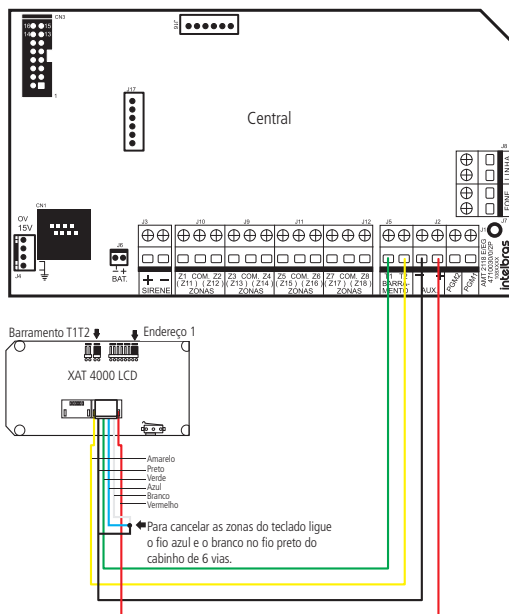 CN3
16 15
14 13
1
J16
J17
Central
J8
LINHA
FONE
J7
CN1
0V
15V
J4
J6
- +
BAT.
J3
J10
J9
J11
J12
J5
J2
J1
+ -
SIRENE
Z1 COM. Z2
( Z11 ) ( Z12 )
ZONAS
Z3 COM. Z4
( Z13 ) ( Z14 )
ZONAS
Z5 COM. Z6
( Z15 ) ( Z16 )
ZONAS
Z7 COM. Z8
( Z17 ) ( Z18 )
ZONAS
T1 T2
BARRA-
MENTO
- +
AUX.
PGM2
PGM1
AMT 2118 E/EG
intelbras
Barramento T1T2
Endereço 1
XAT 4000 LCD
Amarelo
Preto
Verde
Azul
Branco
Vermelho
Para cancelar as zonas do teclado ligue
o fio azul e o branco no fio preto do
cabinho de 6 vias.